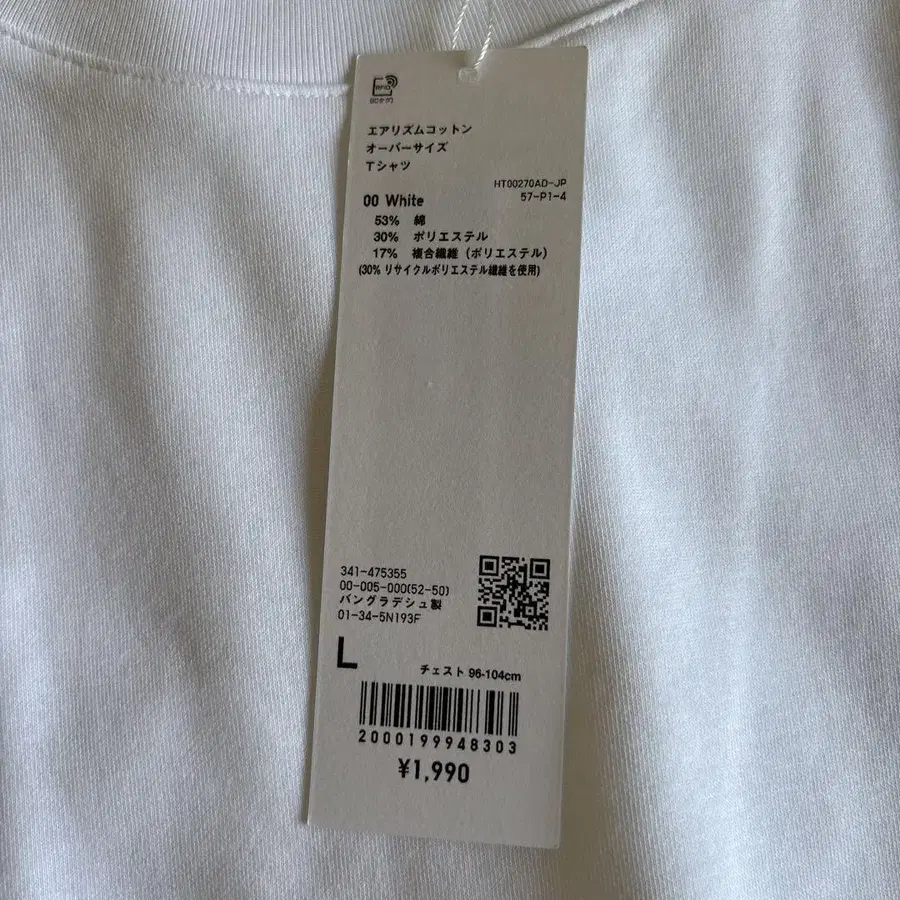 RFID
エアリズムコットン
オーバーサイズ
Tシャツ
HT00270AD-JP
00 White
57-P1-4
53% 綿
30% ポリエステル
17% 複合繊維(ポリエステル)
(30% リサイクルポリエステル繊維を使用)
341-475355
00-005-000(52-50)
バングラデシュ製
01-34-5N193F
L
チェスト 96-104cm
2000199948303
¥1,990